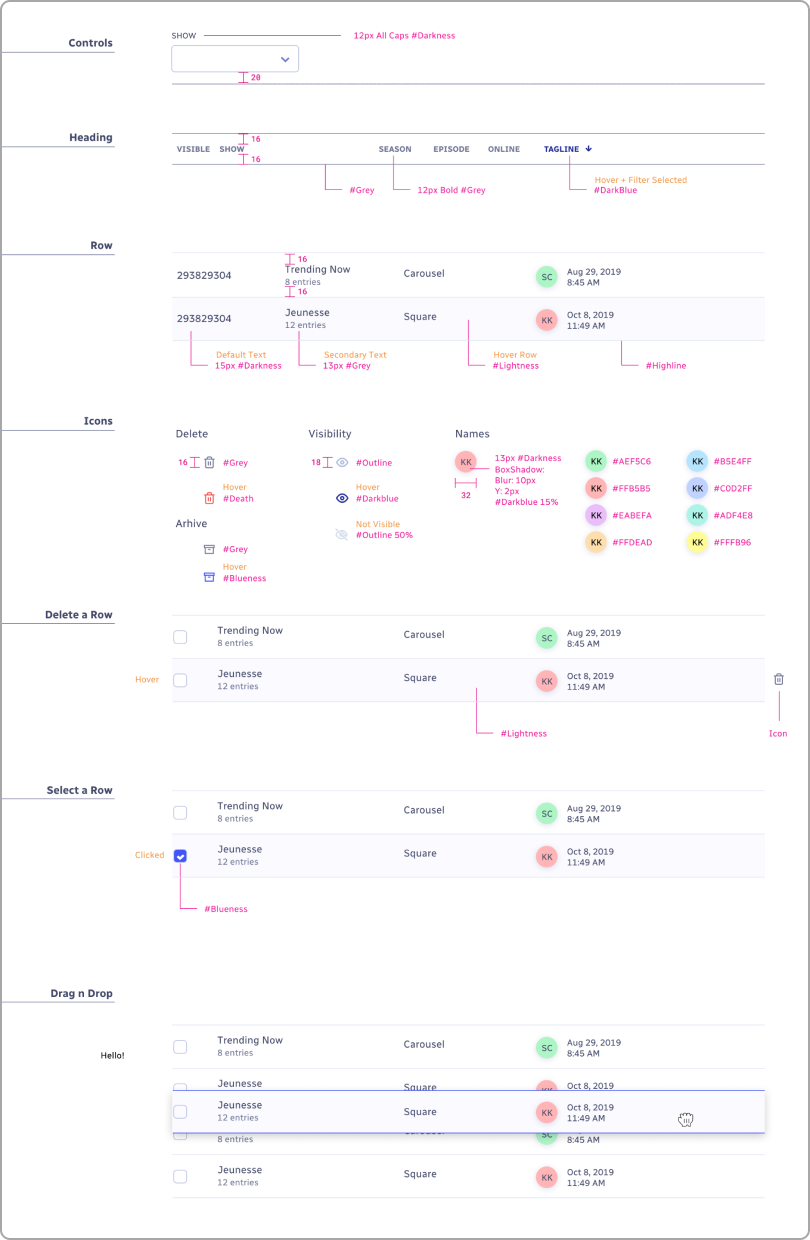 Controls
SHOW
12px All Caps #Darkness
20
Heading
16
VISIBLE SHOW SEASON EPISODE ONLINE TAGLINE
16
#Grey
12px Bold #Grey
Hover + Filter Selected
#DarkBlue
Row
16
293829304 Trending Now Carousel SC Aug 29, 2019
8 entries 8:45 AM
16
293829304 Jeunesse Square KK Oct 8, 2019
12 entries 11:49 AM
Default Text
15px #Darkness
Secondary Text
13px #Grey
Hover Row
#Lightness
#Highline
Icons
Delete
16 #Grey
Hover
#Death
Arhive
#Grey
Hover
#Blueness
Visibility
18 #Outline
Hover
#Darkblue
Not Visible
#Outline 50%
Names
KK
32
13px #Darkness
BoxShadow:
Blur: 10px
Y: 2px
#Darkblue 15%
KK #AEF5C6
KK #B5E4FF
KK #FFB5B5
KK #C0D2FF
KK #EABEFA
KK #ADF4E8
KK #FFDEAD
KK #FFFB96
Delete a Row
Trending Now Carousel SC Aug 29, 2019
8 entries 8:45 AM
Hover
Jeunesse Square KK Oct 8, 2019
12 entries 11:49 AM
#Lightness
Icon
Select a Row
Trending Now Carousel SC Aug 29, 2019
8 entries 8:45 AM
Clicked
Jeunesse Square KK Oct 8, 2019
12 entries 11:49 AM
#Blueness
Drag n Drop
Hello!
Trending Now Carousel SC Aug 29, 2019
8 entries 8:45 AM
Jeunesse Square KK Oct 8, 2019
Jeunesse Square KK Oct 8, 2019
12 entries 11:49 AM
8 entries SC 8:45 AM
Jeunesse Square KK Oct 8, 2019
12 entries 11:49 AM